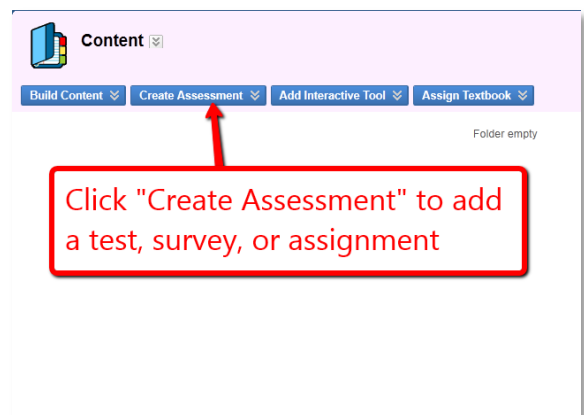 Content
Build Content Create Assessment Add Interactive Tool Assign Textbook
Folder empty
Click "Create Assessment" to add
a test, survey, or assignment